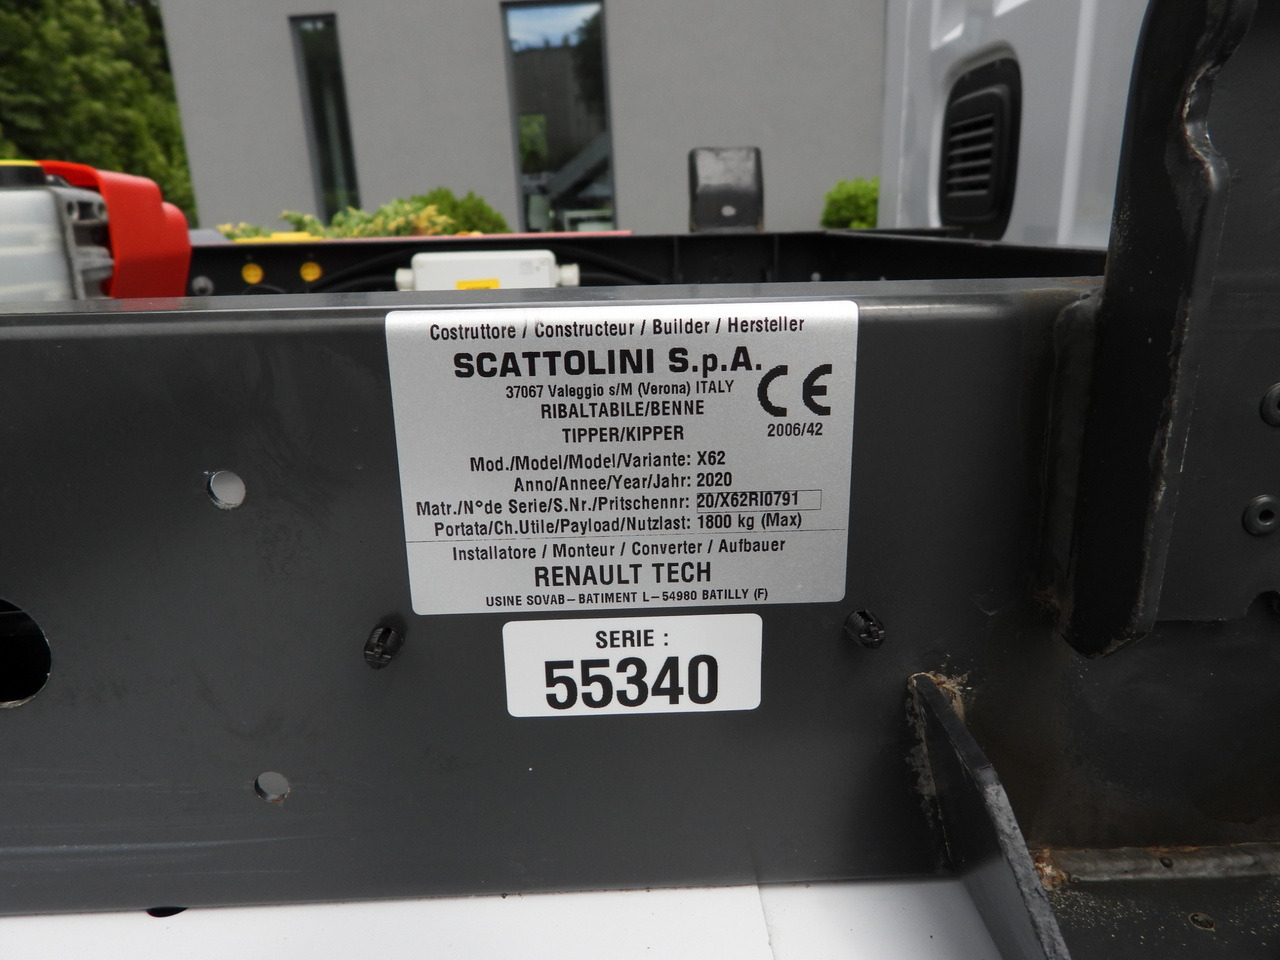 Costruttore / Constructeur / Builder / Hersteller
SCATTOLINI S.p.A.
37067 Valeggio s/M (Verona) ITALY
RIBALTABILE/BENNE
TIPPER/KIPPER
CE
2006/42
Mod./Model/Model/Variante: X62
Anno/Annee/Year/Jahr: 2020
Matr./N°de Serie/S.Nr./Pritschennr: 20/X62RI0791
Portata/Ch.Utile/Payload/Nutzlast: 1800 kg (Max)
Installatore / Monteur / Converter / Aufbauer
RENAULT TECH
USINE SOVAB–BATIMENT L–54980 BATILLY (F)
SERIE :
55340